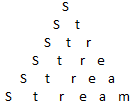 S
S t
S t r
S t r e
S t r e a
S t r e a m